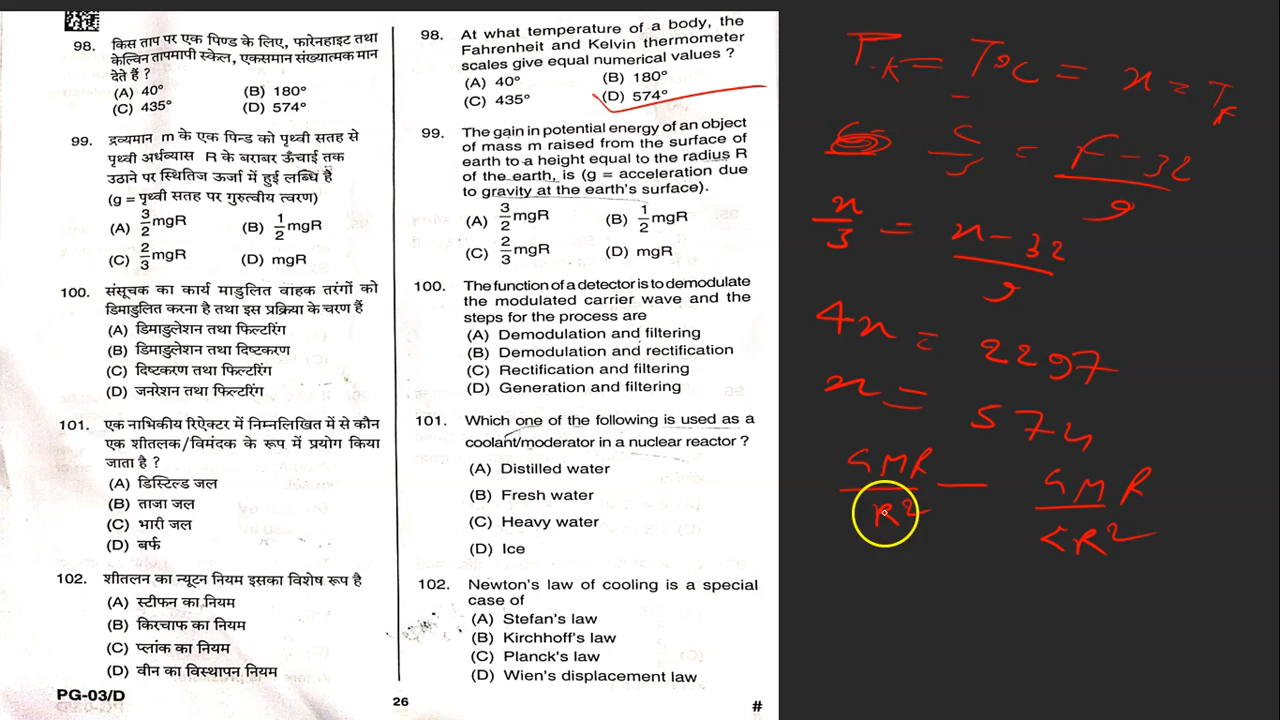 98. किस ताप पर एक पिण्ड के लिए, फारेनहाइट तथा
केल्विन तापमापी स्केल, एकसमान संख्यात्मक मान
देते हैं ?
(A) 40° (B) 180°
(C) 435° (D) 574°
99. द्रव्यमान m के एक पिन्ड को पृथ्वी सतह से
पृथ्वी अर्धव्यास R के बराबर ऊँचाई तक
उठाने पर स्थितिज ऊर्जा में हुई लब्धि है
(g = पृथ्वी सतह पर गुरुत्वीय त्वरण)
(A) 3/2 mgR (B) 1/2 mgR
(C) 2/3 mgR (D) mgR
100. संसूचक का कार्य माडुलित वाहक तरंगों को
डिमाडुलित करना है तथा इस प्रक्रिया के चरण हैं
(A) डिमाडुलेशन तथा फिल्टरिंग
(B) डिमाडुलेशन तथा दिष्टकरण
(C) दिष्टकरण तथा फिल्टरिंग
(D) जनरेशन तथा फिल्टरिंग
101. एक नाभिकीय रिऐक्टर में निम्नलिखित में से कौन
एक शीतलक/विमंदक के रूप में प्रयोग किया
जाता है ?
(A) डिस्टिल्ड जल
(B) ताजा जल
(C) भारी जल
(D) बर्फ
102. शीतलन का न्यूटन नियम इसका विशेष रूप है
(A) स्टीफन का नियम
(B) किरचाफ का नियम
(C) प्लांक का नियम
(D) वीन का विस्थापन नियम
PG-03/D
98. At what temperature of a body, the
Fahrenheit and Kelvin thermometer
scales give equal numerical values ?
(A) 40° (B) 180°
(C) 435° (D) 574°
99. The gain in potential energy of an object
of mass m raised from the surface of
earth to a height equal to the radius R
of the earth, is (g = acceleration due
to gravity at the earth's surface).
(A) 3/2 mgR (B) 1/2 mgR
(C) 2/3 mgR (D) mgR
100. The function of a detector is to demodulate
the modulated carrier wave and the
steps for the process are
(A) Demodulation and filtering
(B) Demodulation and rectification
(C) Rectification and filtering
(D) Generation and filtering
101. Which one of the following is used as a
coolant/moderator in a nuclear reactor ?
(A) Distilled water
(B) Fresh water
(C) Heavy water
(D) Ice
102. Newton's law of cooling is a special
case of
(A) Stefan's law
(B) Kirchhoff's law
(C) Planck's law
(D) Wien's displacement law
26
#
T K = T°C = x = T F
C/5 = F-32/9
x/3 = x-32/9
4x = 2297
x = 574
GMR/R² — GMR/2R²